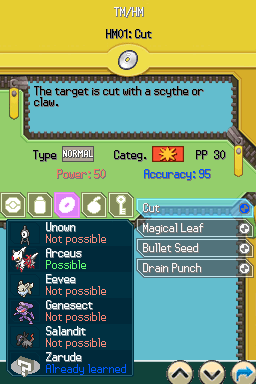 TM/HM
HM01: Cut
The target is cut with a scythe or
claw.
Type NORMAL Categ. PP 30
Power: 50 Accuracy: 95
Cut
Magical Leaf
Bullet Seed
Drain Punch
Unown
Not possible
Arceus
Possible
Eevee
Not possible
Genesect
Not possible
Salandit
Not possible
Zarude
Already learned